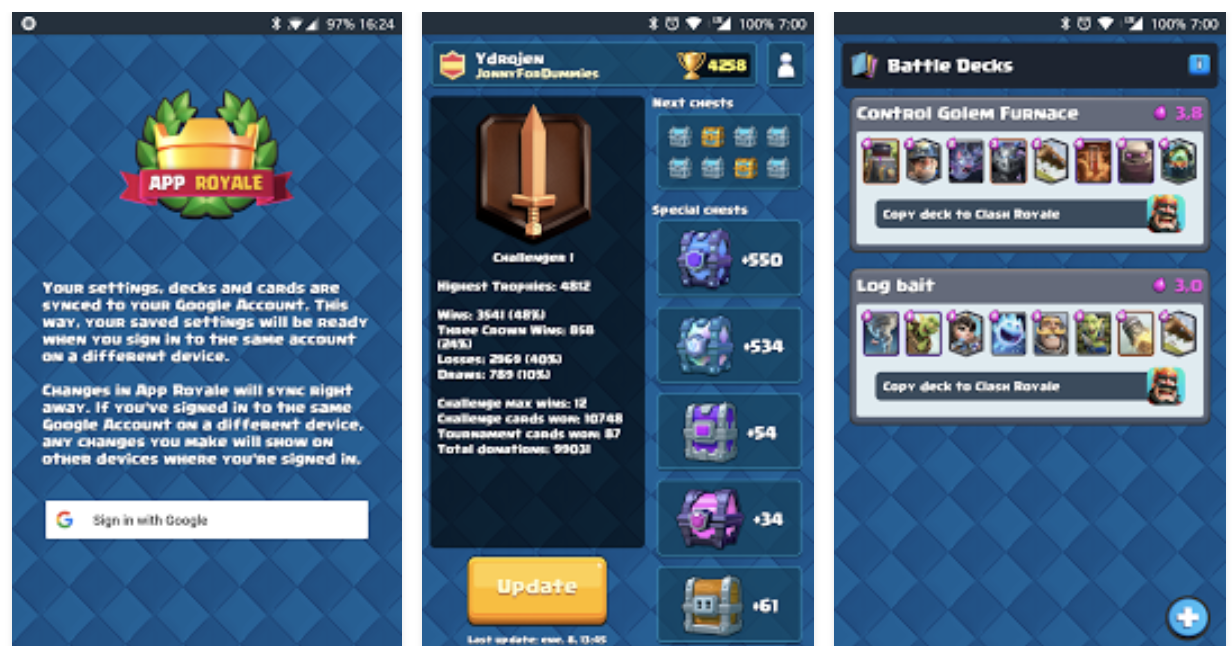 97% 16:24
APP ROYALE
Your settings, decks and cards are
synced to your Google Account. This
way, your saved settings will be ready
when you sign in to the same account
on a different device.
Changes in App Royale will sync right
away. If you've signed in to the same
Google Account on a different device,
any changes you make will show on
other devices where you're signed in.
Sign in with Google
100% 7:00
Ydrojen
JonnyForDummies
4258
Next chests
Challenger I
Highest Trophies: 4812
Wins: 3541 (48%)
Three Crown Wins: 858
(24%)
Losses: 2969 (40%)
Draws: 789 (10%)
Challenge max wins: 12
Challenge cards won: 10748
Tournament cards won: 87
Total donations: 99031
Special chests
+550
+534
+54
+34
+61
Update
Last update: ene. 8, 13:45
100% 7:00
Battle Decks
Control Golem Furnace
3.8
Copy deck to Clash Royale
Log bait
3.0
Copy deck to Clash Royale